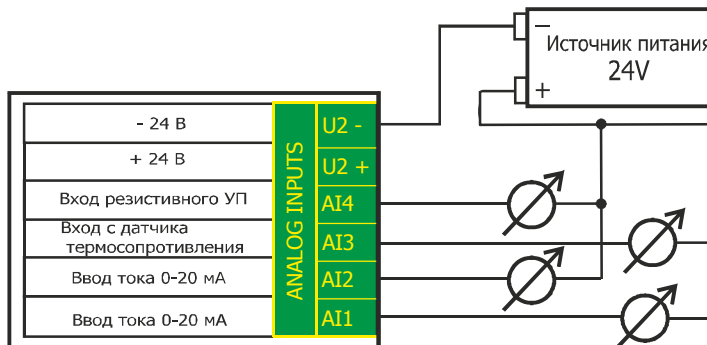 Источник питания
24V
−
+
- 24 В
U2 -
+ 24 В
U2 +
Вход резистивного УП
AI4
Вход с датчика
термосопротивления
AI3
Ввод тока 0-20 мА
AI2
Ввод тока 0-20 мА
AI1
ANALOG INPUTS